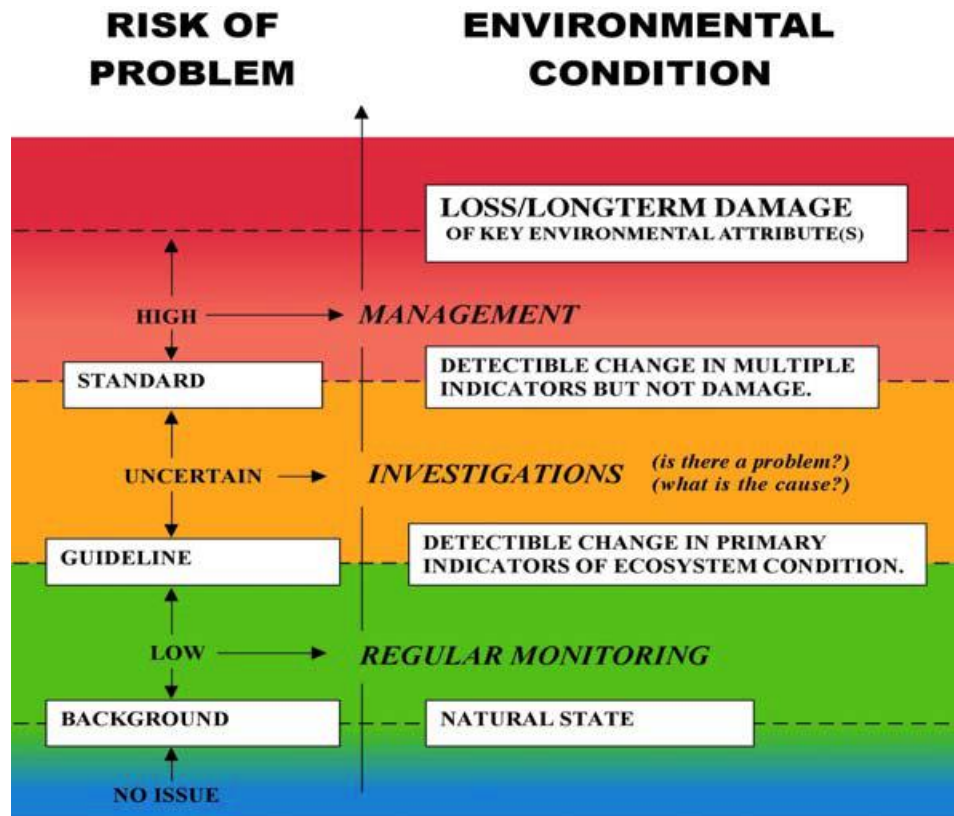 RISK OF
PROBLEM
ENVIRONMENTAL
CONDITION
LOSS/LONGTERM DAMAGE
OF KEY ENVIRONMENTAL ATTRIBUTE(S)
HIGH
MANAGEMENT
STANDARD
DETECTIBLE CHANGE IN MULTIPLE
INDICATORS BUT NOT DAMAGE.
UNCERTAIN
INVESTIGATIONS
(is there a problem?)
(what is the cause?)
GUIDELINE
DETECTIBLE CHANGE IN PRIMARY
INDICATORS OF ECOSYSTEM CONDITION.
LOW
REGULAR MONITORING
BACKGROUND
NATURAL STATE
NO ISSUE